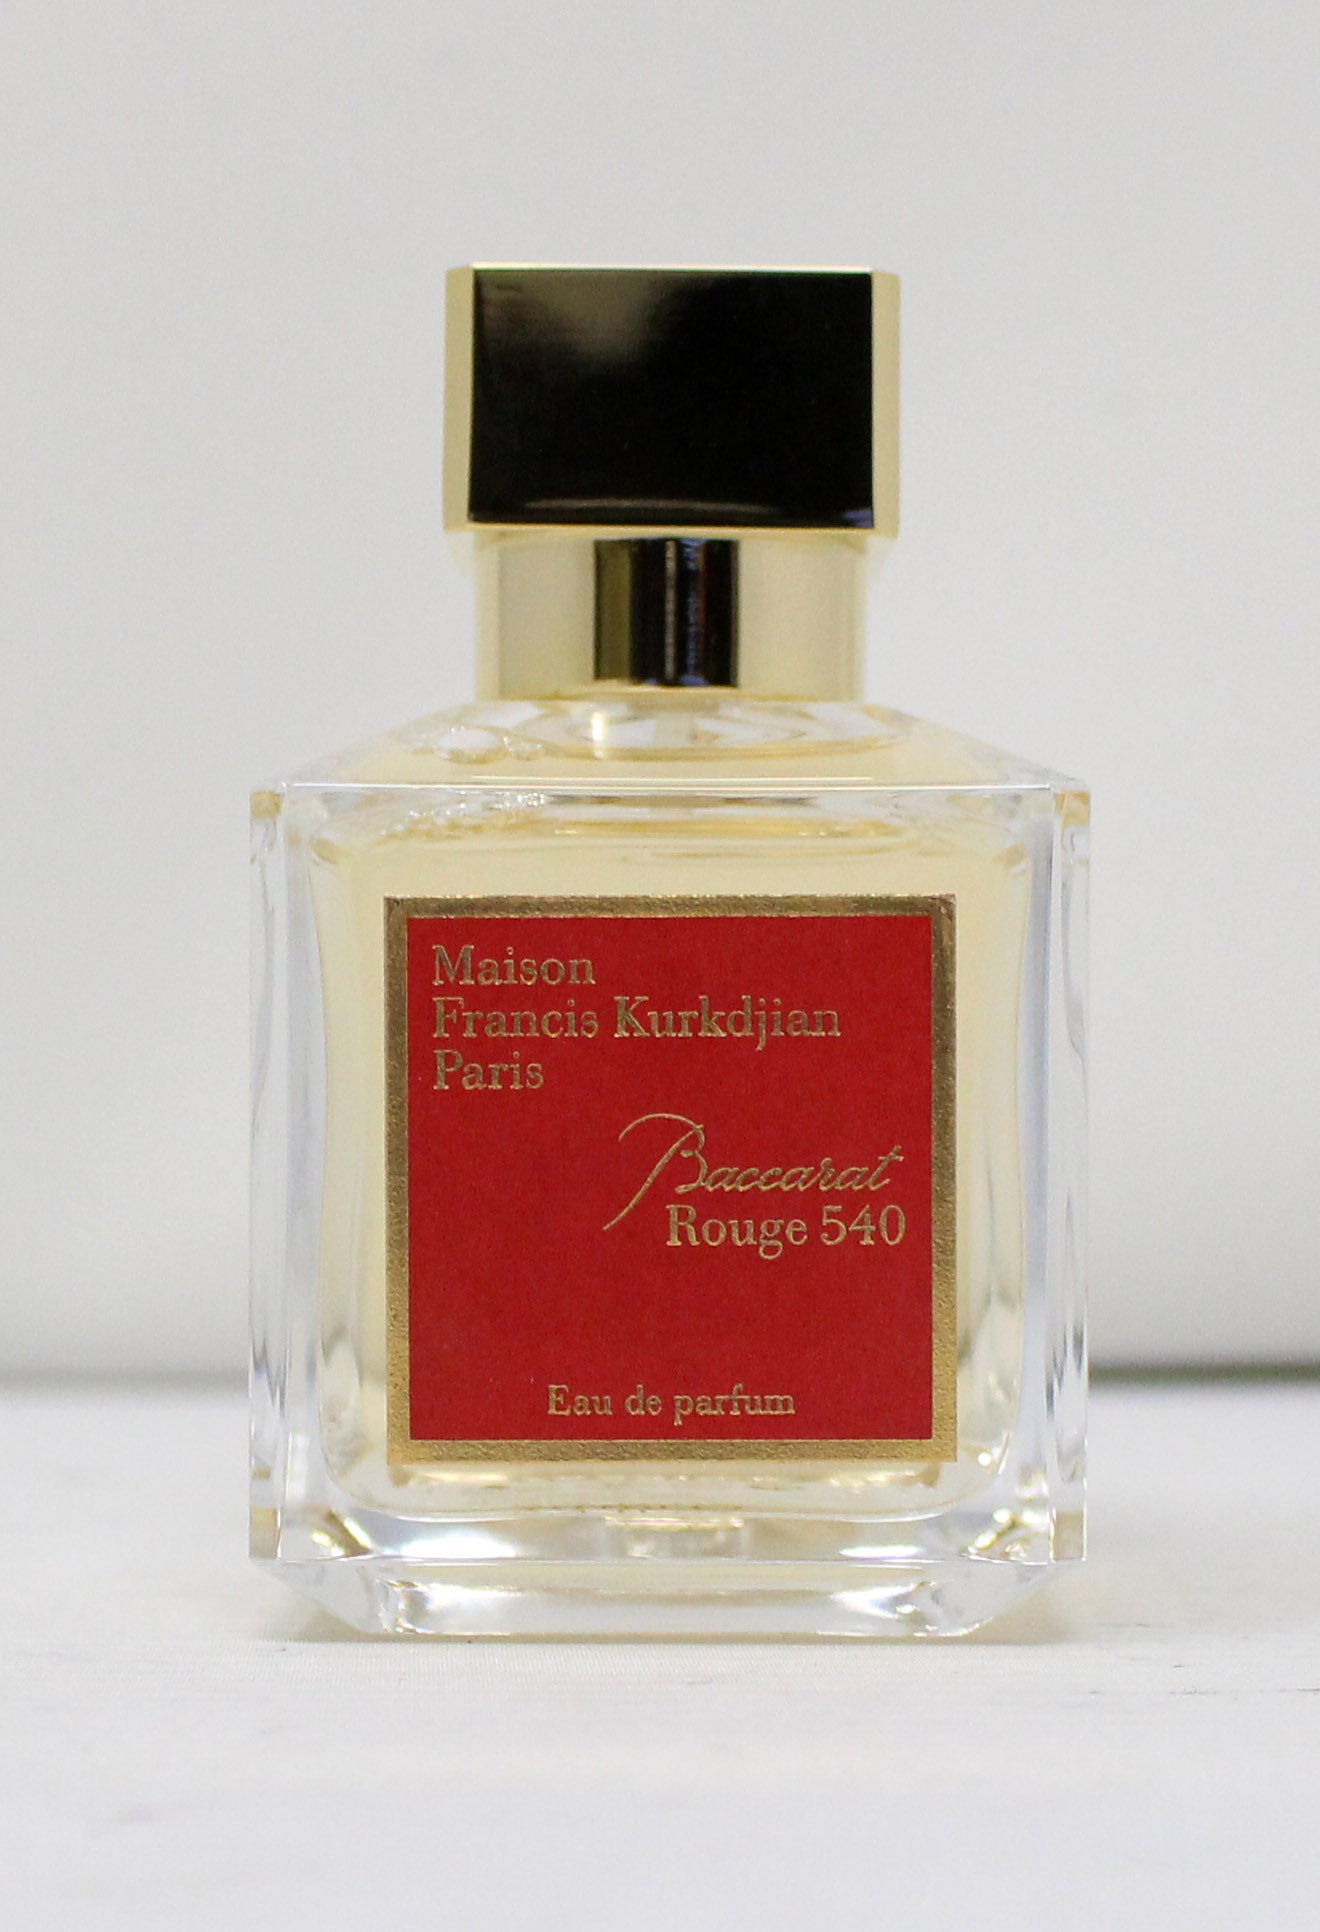 Maison
Francis Kurkdjian
Paris
Baccarat
Rouge 540
Eau de parfum